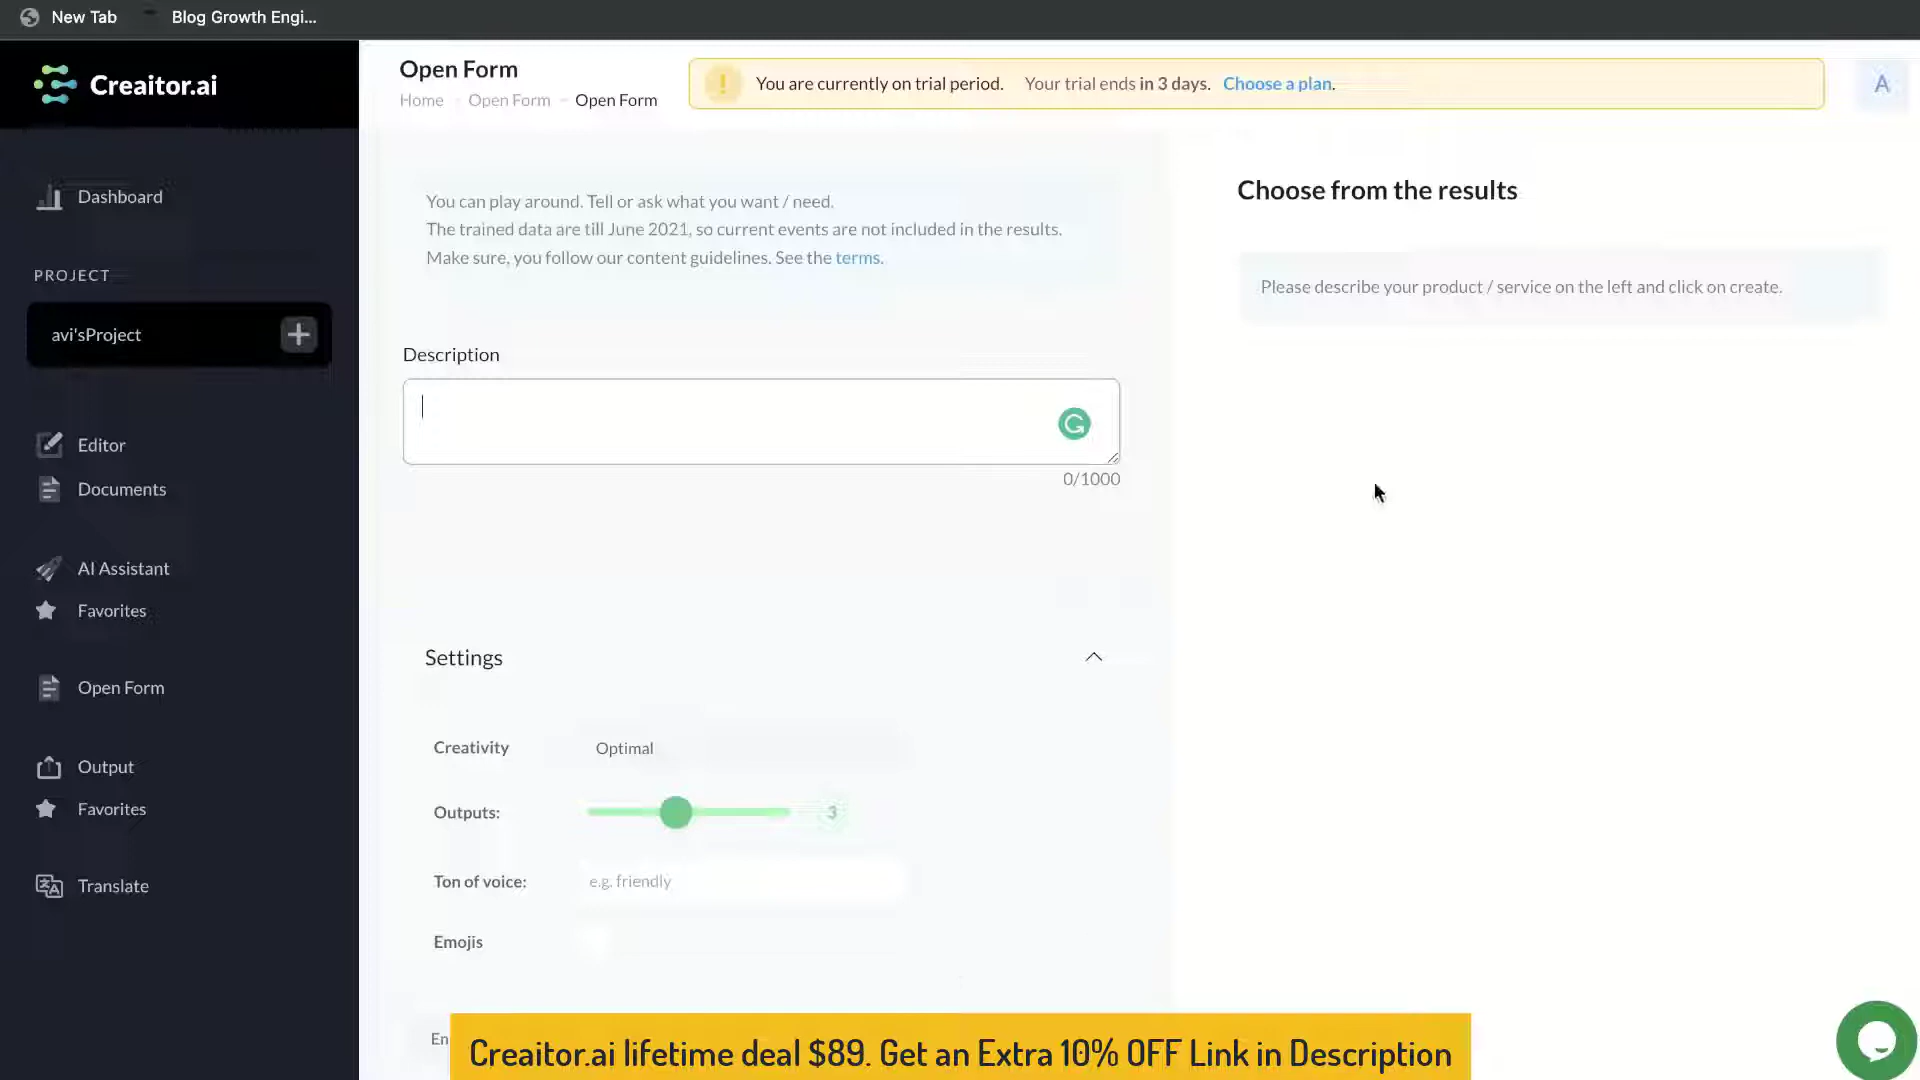 New Tab
Blog Growth Engi...
Creaitor.ai
Open Form
Home
Open Form
Open Form
You are currently on trial period. Your trial ends in 3 days. Choose a plan.
A
Dashboard
PROJECT
avi'sProject
Editor
Documents
AI Assistant
Favorites
Open Form
Output
Favorites
Translate
You can play around. Tell or ask what you want / need.
The trained data are till June 2021, so current events are not included in the results.
Make sure, you follow our content guidelines. See the terms.
Description
0/1000
Settings
Creativity Optimal
Outputs: 3
Ton of voice: e.g. friendly
Emojis
En
Choose from the results
Please describe your product / service on the left and click on create.
Creaitor.ai lifetime deal $89. Get an Extra 10% OFF Link in Description